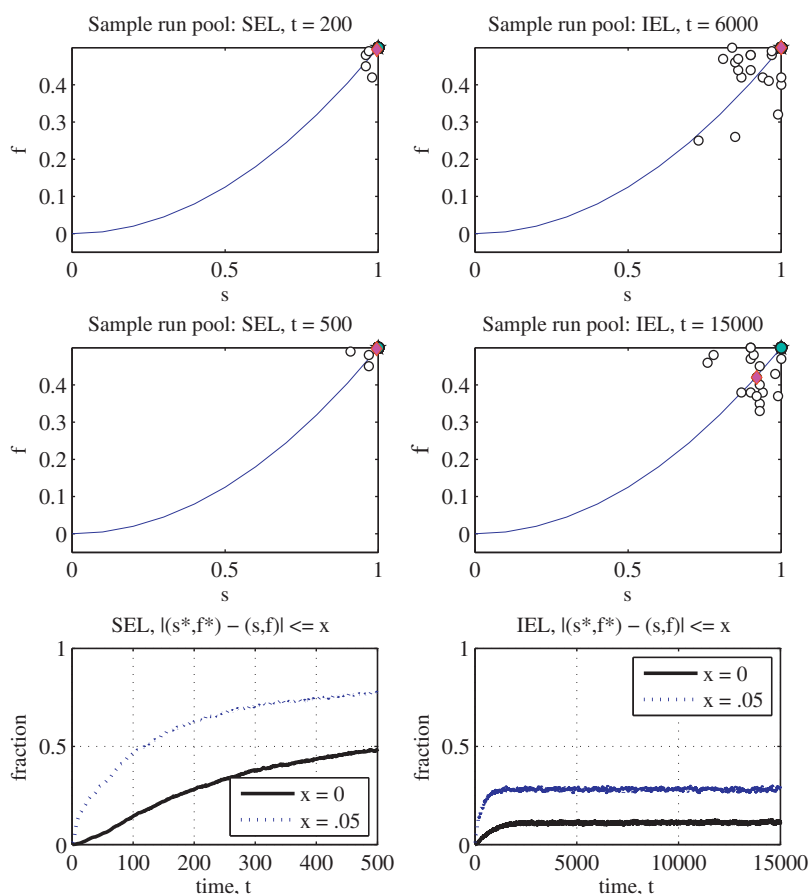 Sample run pool: SEL, t = 200
0.4
0.3
0.2
0.1
0
f
0
0.5
1
s
Sample run pool: IEL, t = 6000
0.4
0.3
0.2
0.1
0
f
0
0.5
1
s
Sample run pool: SEL, t = 500
0.4
0.3
0.2
0.1
0
f
0
0.5
1
s
Sample run pool: IEL, t = 15000
0.4
0.3
0.2
0.1
0
f
0
0.5
1
s
SEL, |(s*,f*) − (s,f)| <= x
1
0.5
0
fraction
x = 0
x = .05
0
100
200
300
400
500
time, t
IEL, |(s*,f*) − (s,f)| <= x
1
0.5
0
fraction
x = 0
x = .05
0
5000
10000
15000
time, t